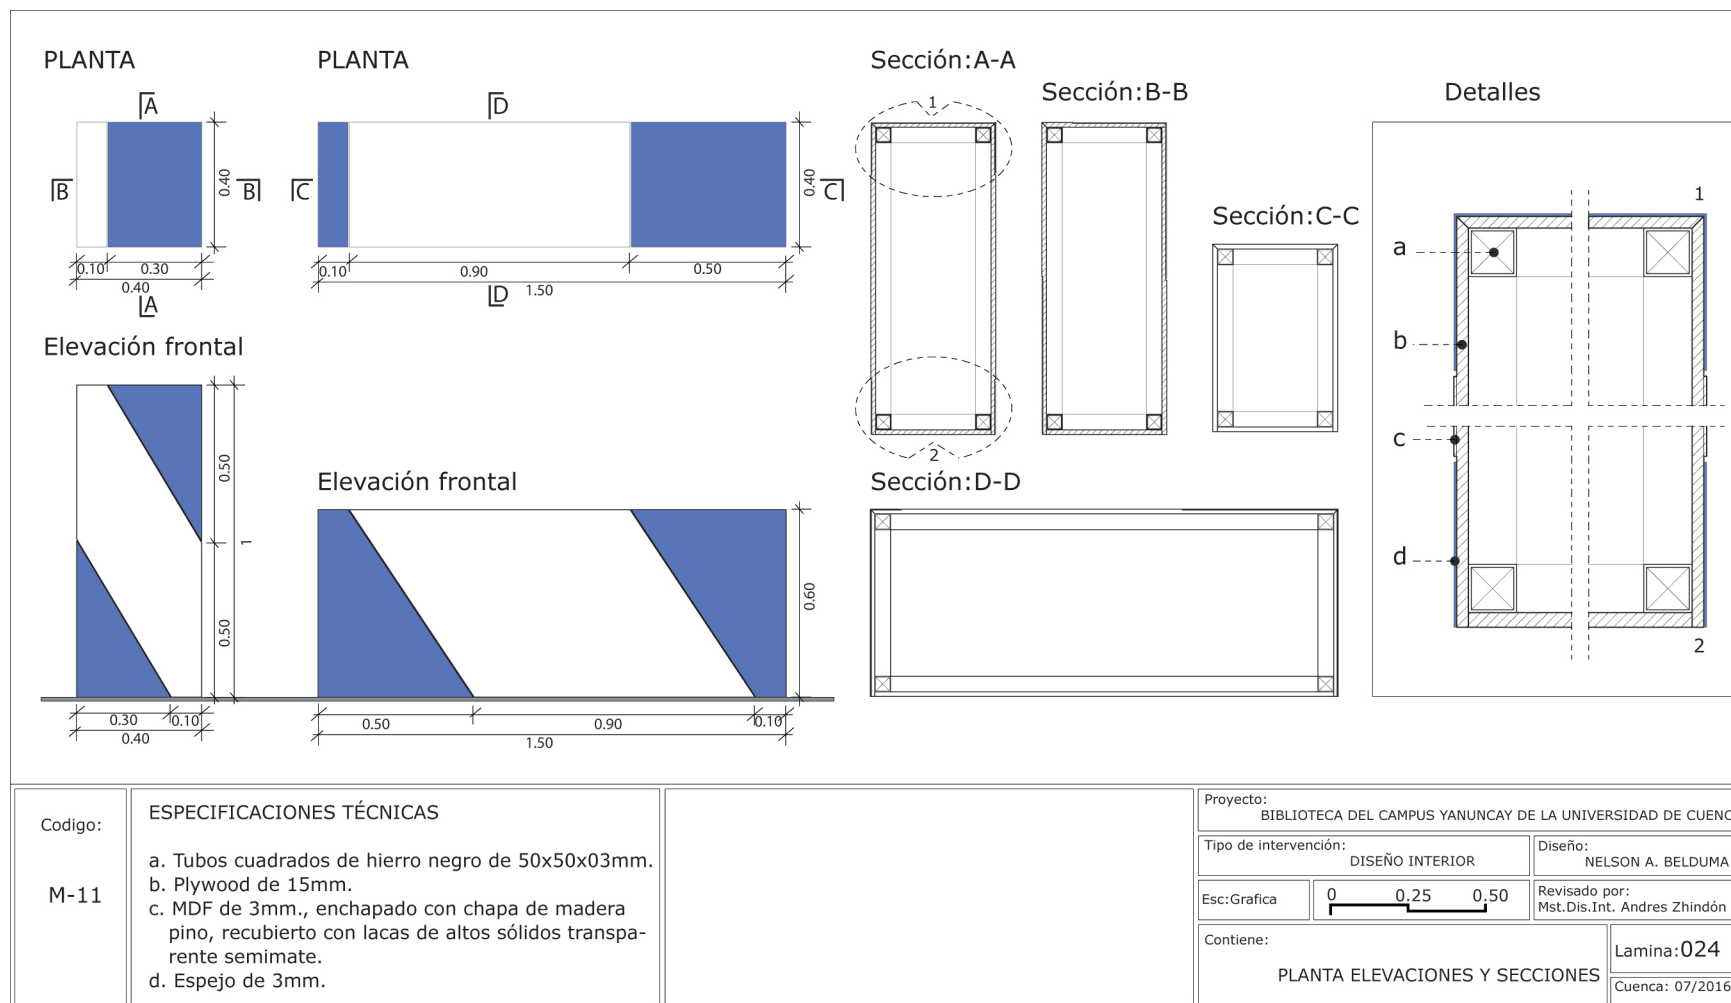 PLANTA
A
B
B
0.40
0.10
0.30
0.40
A
PLANTA
D
C
C
0.40
0.10
0.90
0.50
1.50
D
Elevación frontal
0.50
1
0.50
0.30
0.10
0.40
Elevación frontal
0.60
0.50
0.90
0.10
1.50
Sección:A-A
1
2
Sección:B-B
Sección:C-C
Sección:D-D
Detalles
1
a
b
c
d
2
Codigo:
M-11
ESPECIFICACIONES TÉCNICAS
a. Tubos cuadrados de hierro negro de 50x50x03mm.
b. Plywood de 15mm.
c. MDF de 3mm., enchapado con chapa de madera
pino, recubierto con lacas de altos sólidos transpa-
rente semimate.
d. Espejo de 3mm.
Proyecto:
BIBLIOTECA DEL CAMPUS YANUNCAY DE LA UNIVERSIDAD DE CUENC
Tipo de intervención:
DISEÑO INTERIOR
Diseño:
NELSON A. BELDUMA
Esc:Grafica
0 0.25 0.50
Revisado por:
Mst.Dis.Int. Andres Zhindón
Contiene:
PLANTA ELEVACIONES Y SECCIONES
Lamina:024
Cuenca: 07/2016